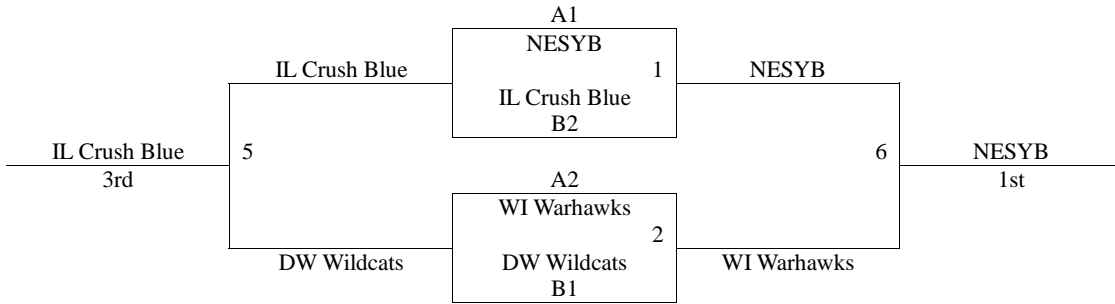 A1
NESYB
IL Crush Blue 1 NESYB
IL Crush Blue
B2
IL Crush Blue 5 6 NESYB
3rd A2 1st
WI Warhawks
2
DW Wildcats DW Wildcats WI Warhawks
B1